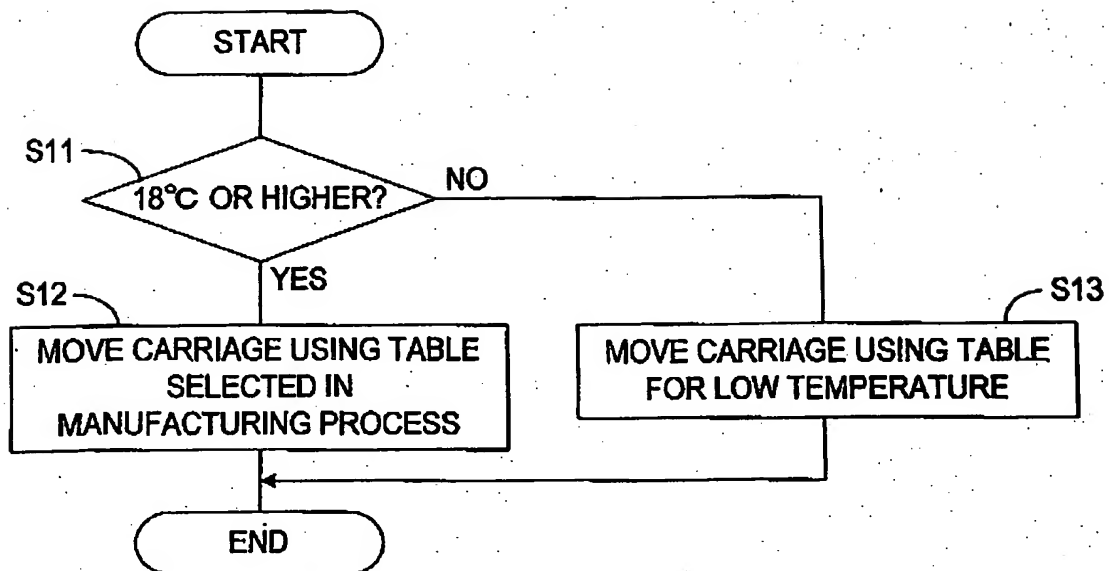 START
S11
18°C OR HIGHER?
NO
YES
S12
MOVE CARRIAGE USING TABLE
SELECTED IN
MANUFACTURING PROCESS
S13
MOVE CARRIAGE USING TABLE
FOR LOW TEMPERATURE
END